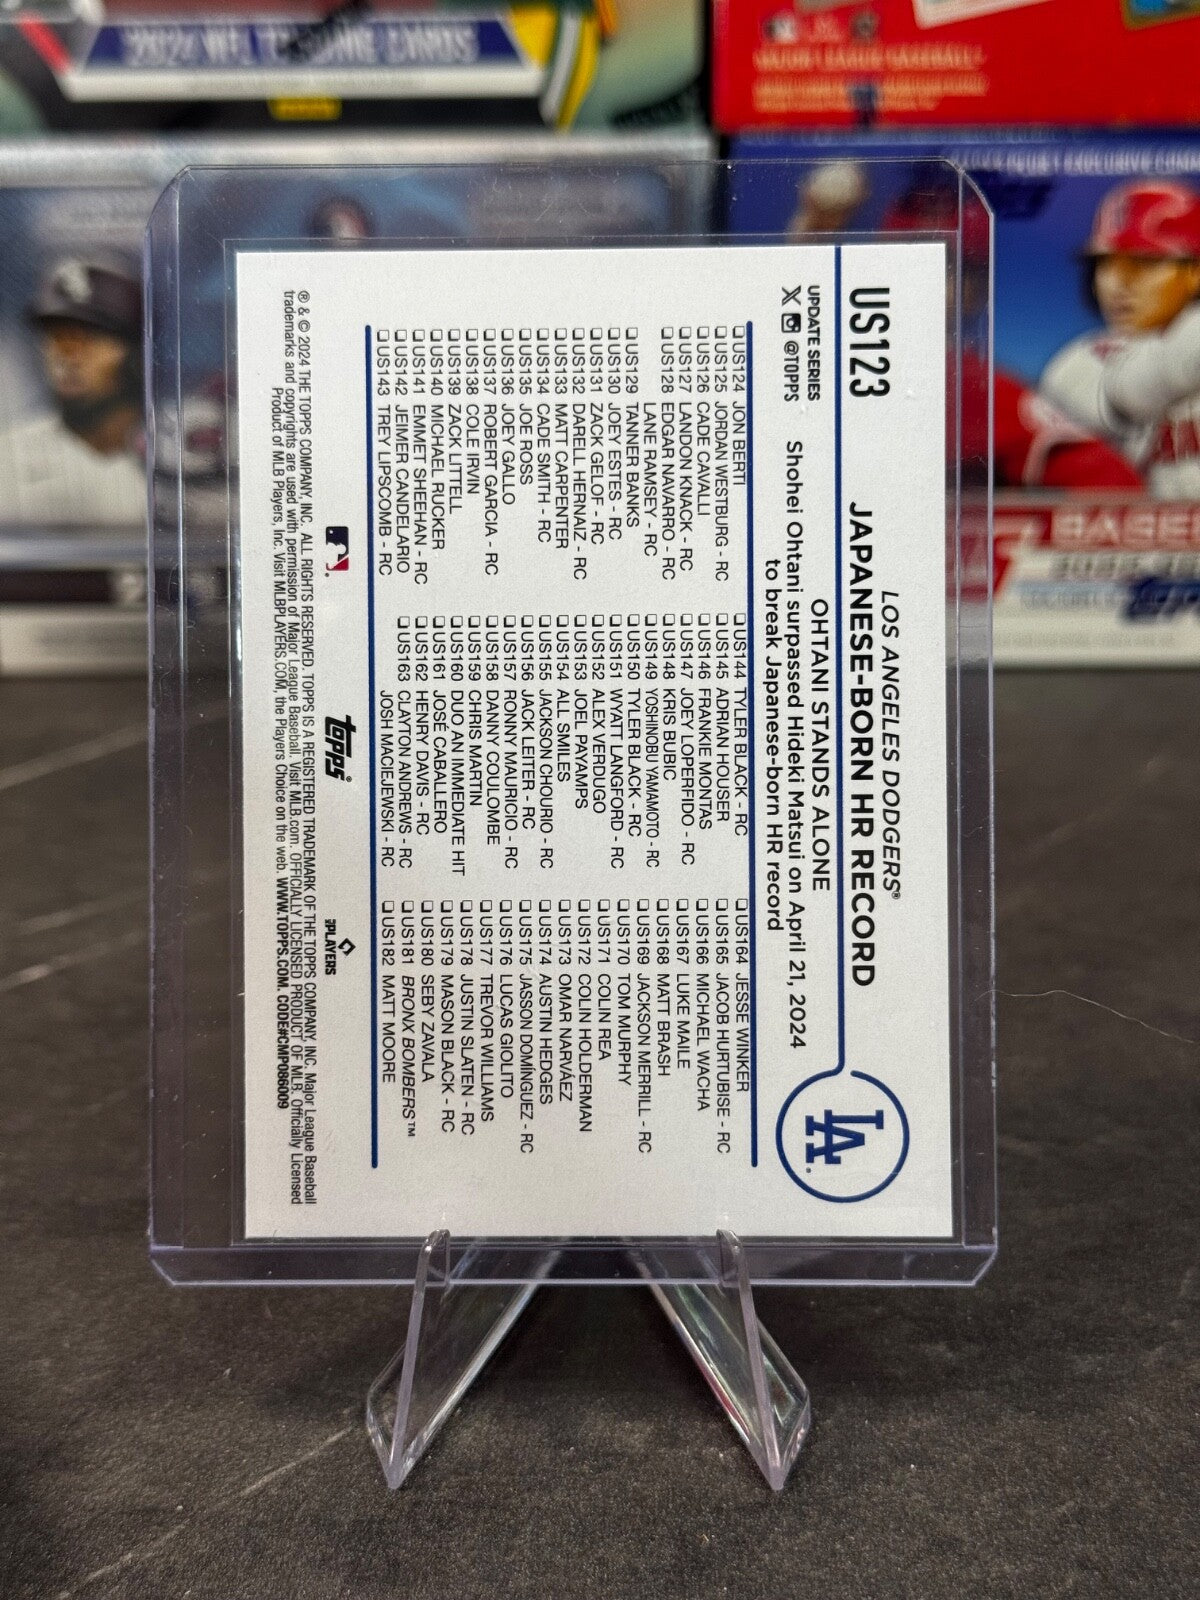 US123
LOS ANGELES DODGERS®
JAPANESE-BORN HR RECORD
UPDATE SERIES
@TOPPS
OHTANI STANDS ALONE
Shohei Ohtani surpassed Hideki Matsui on April 21, 2024
to break Japanese-born HR record
LA
US124 JON BERTI
US125 JORDAN WESTBURG - RC
US126 CADE CAVALLI
US127 LANDON KNACK - RC
US128 EDGAR NAVARRO - RC
LANE RAMSEY - RC
US129 TANNER BANKS
US130 JOEY ESTES - RC
US131 ZACK GELOF - RC
US132 DARELL HERNAIZ - RC
US133 MATT CARPENTER
US134 CADE SMITH - RC
US135 JOE ROSS
US136 JOEY GALLO
US137 ROBERT GARCIA - RC
US138 COLE IRVIN
US139 ZACK LITTELL
US140 MICHAEL RUCKER
US141 EMMET SHEEHAN - RC
US142 JEIMER CANDELARIO
US143 TREY LIPSCOMB - RC
US144 TYLER BLACK - RC
US145 ADRIAN HOUSER
US146 FRANKIE MONTAS
US147 JOEY LOPERFIDO - RC
US148 KRIS BUBIC
US149 YOSHINOBU YAMAMOTO - RC
US150 TYLER BLACK - RC
US151 WYATT LANGFORD - RC
US152 ALEX VERDUGO
US153 JOEL PAYAMPS
US154 ALL SMILES
US155 JACKSON CHOURIO - RC
US156 JACK LEITER - RC
US157 RONNY MAURICIO - RC
US158 DANNY COULOMBE
US159 CHRIS MARTIN
US160 DUO AN IMMEDIATE HIT
US161 JOSÉ CABALLERO
US162 HENRY DAVIS - RC
US163 CLAYTON ANDREWS - RC
JOSH MACIEJEWSKI - RC
US164 JESSE WINKER
US165 JACOB HURTUBISE - RC
US166 MICHAEL WACHA
US167 LUKE MAILE
US168 MATT BRASH
US169 JACKSON MERRILL - RC
US170 TOM MURPHY
US171 COLIN REA
US172 COLIN HOLDERMAN
US173 OMAR NARVÁEZ
US174 AUSTIN HEDGES
US175 JASSON DOMÍNGUEZ - RC
US176 LUCAS GIOLITO
US177 TREVOR WILLIAMS
US178 JUSTIN SLATEN - RC
US179 MASON BLACK - RC
US180 SEBY ZAVALA
US181 BRONX BOMBERS™
US182 MATT MOORE
topps®
PLAYERS
® & © 2024 THE TOPPS COMPANY, INC. ALL RIGHTS RESERVED. TOPPS IS A REGISTERED TRADEMARK OF THE TOPPS COMPANY, INC. Major League Baseball
trademarks and copyrights are used with permission of Major League Baseball. Visit MLB.com. OFFICIALLY LICENSED PRODUCT OF MLB. Officially Licensed
Product of MLB Players, Inc. Visit MLBPLAYERS.COM, the Players Choice on the web. WWW.TOPPS.COM. CODE#CMP086009
2024 NFL TRADING CARDS
MAJOR LEAGUE BASEBALL